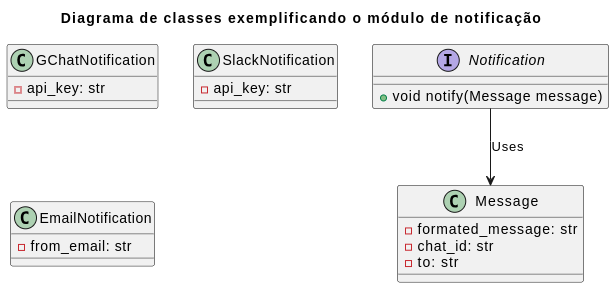 Diagrama de classes exemplificando o módulo de notificação
C GChatNotification
api_key: str
C SlackNotification
api_key: str
I Notification
void notify(Message message)
Uses
C EmailNotification
from_email: str
C Message
formated_message: str
chat_id: str
to: str